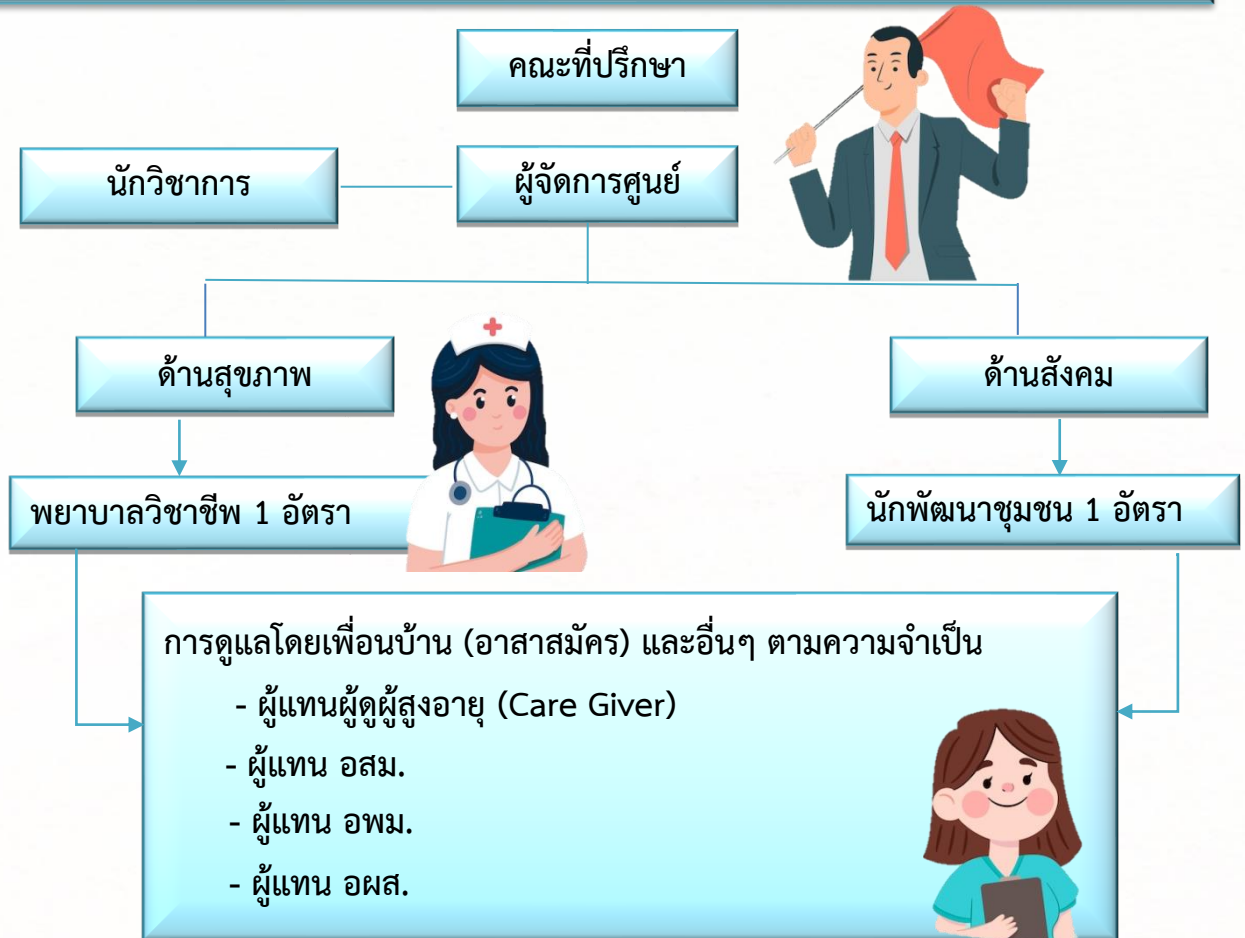 คณะที่ปรึกษา
นักวิชาการ
ผู้จัดการศูนย์
ด้านสุขภาพ
ด้านสังคม
พยาบาลวิชาชีพ 1 อัตรา
นักพัฒนาชุมชน 1 อัตรา
การดูแลโดยเพื่อนบ้าน (อาสาสมัคร) และอื่นๆ ตามความจำเป็น
- ผู้แทนผู้ดูผู้สูงอายุ (Care Giver)
- ผู้แทน อสม.
- ผู้แทน อพม.
- ผู้แทน อผส.